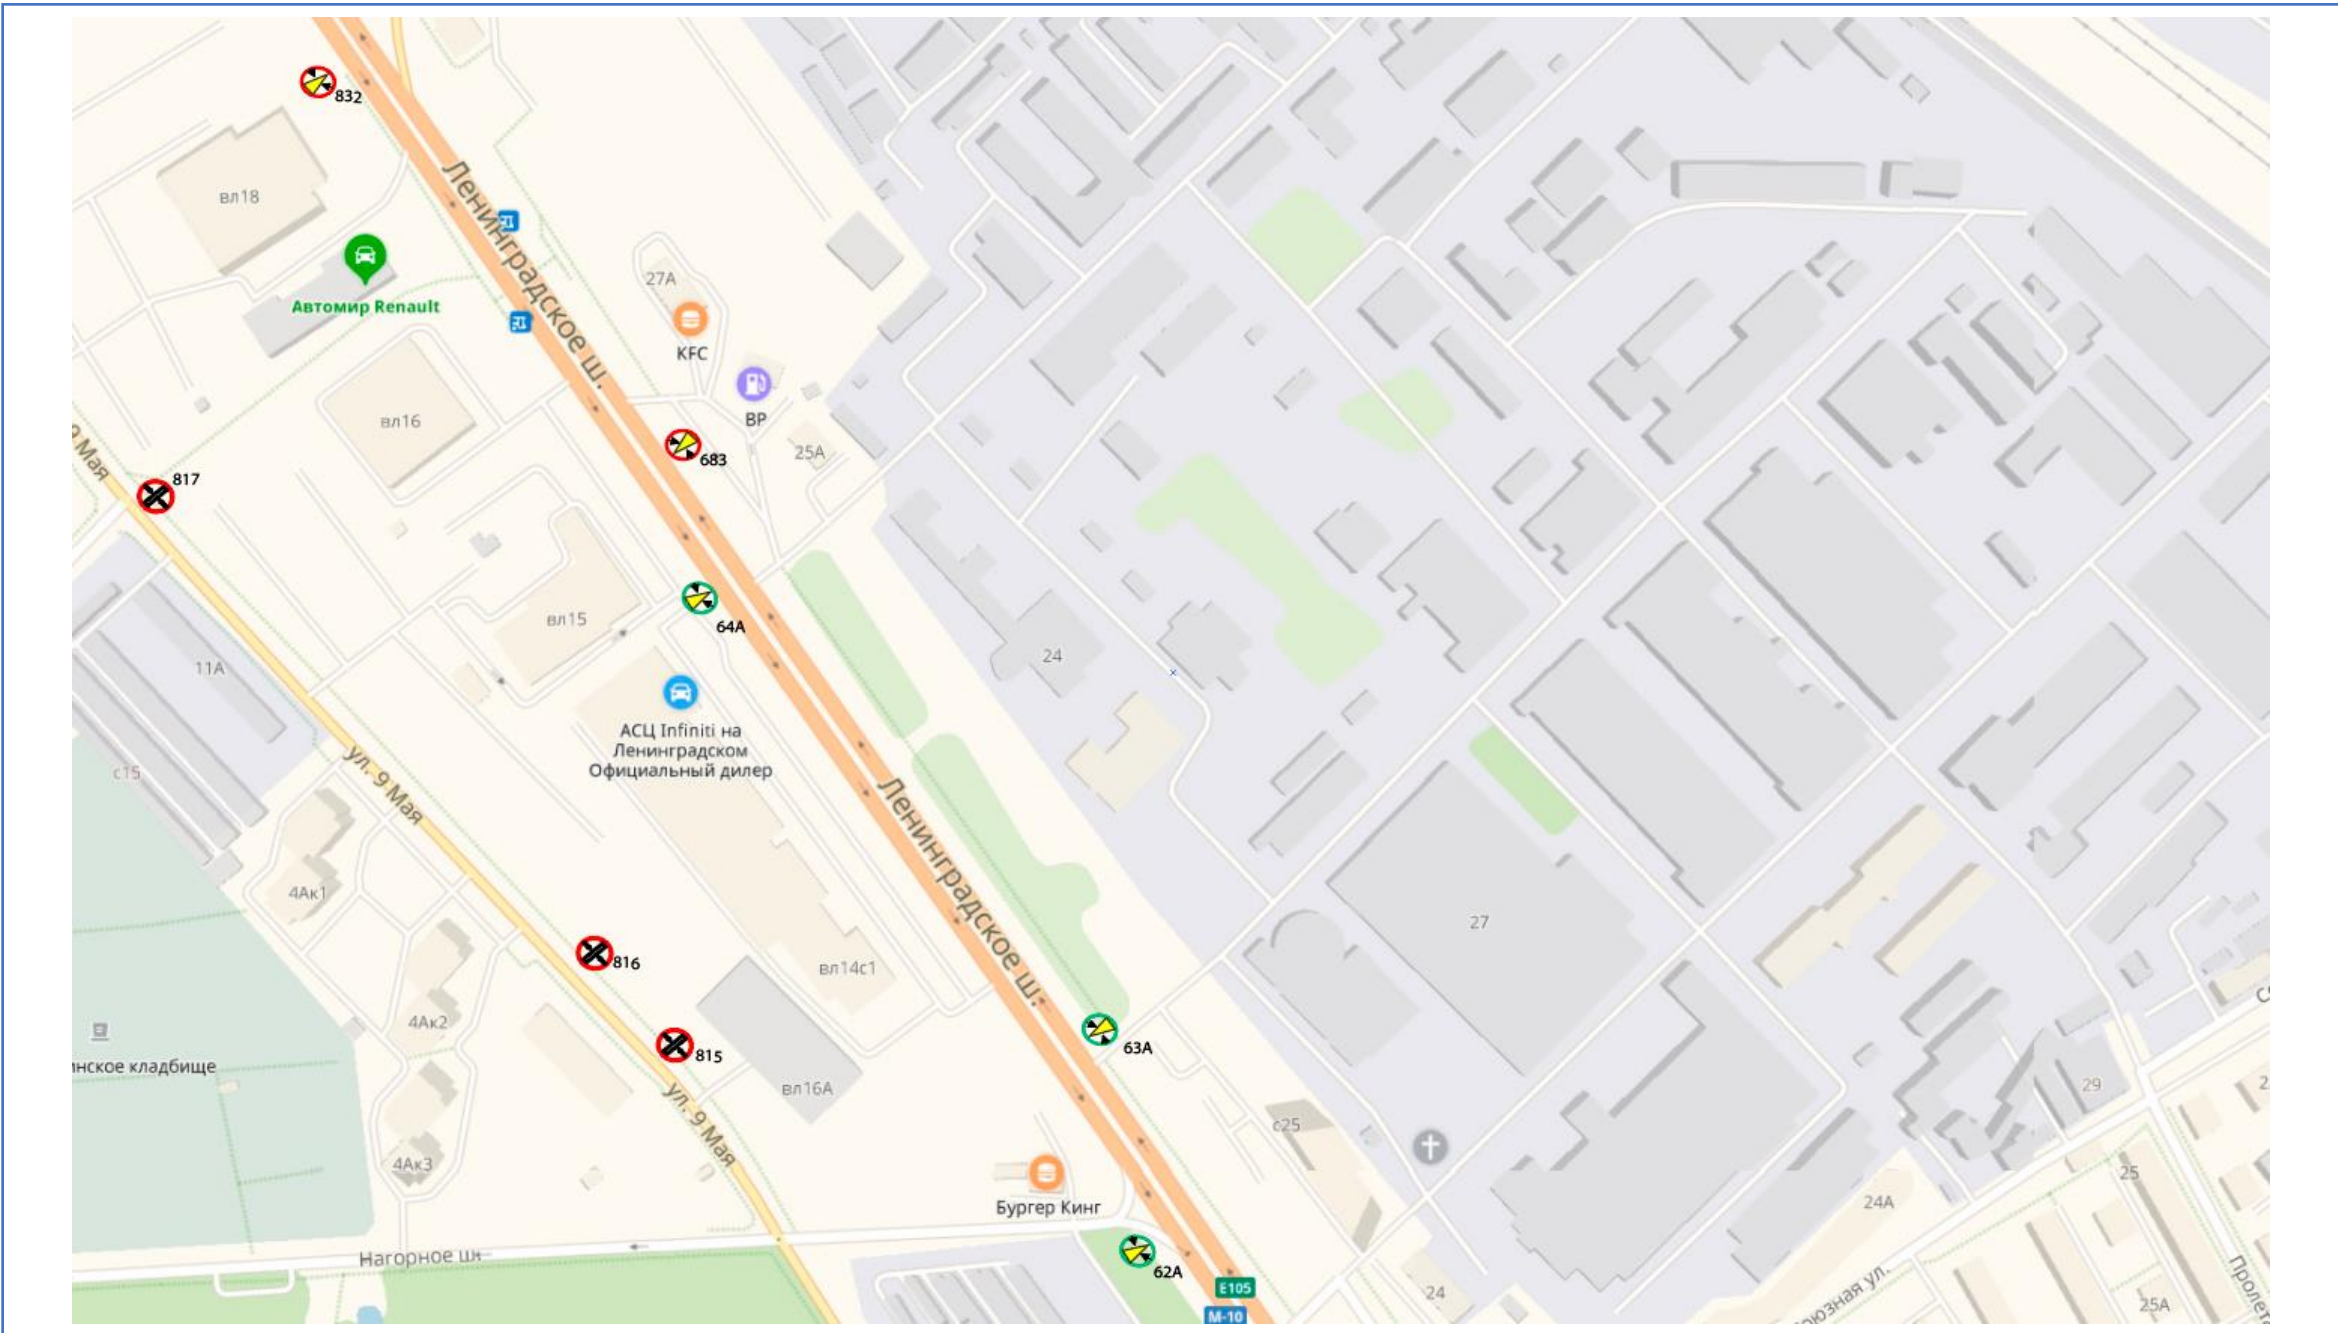 832
Ленинградское ш.
вл18
27А
Автомир Renault
KFC
BP
вл16
25А
683
9 Мая
817
64А
вл15
24
11А
АСЦ Infiniti на
Ленинградском
Официальный дилер
с15
ул. 9 Мая
Ленинградское ш.
4Ак1
27
816
вл14с1
4Ак2
63А
815
инское кладбище
вл16А
29
ул. 9 Мая
с25
4Ак3
25
Бургер Кинг
24А
Нагорное ш
62А
E105
24
M-10
25А